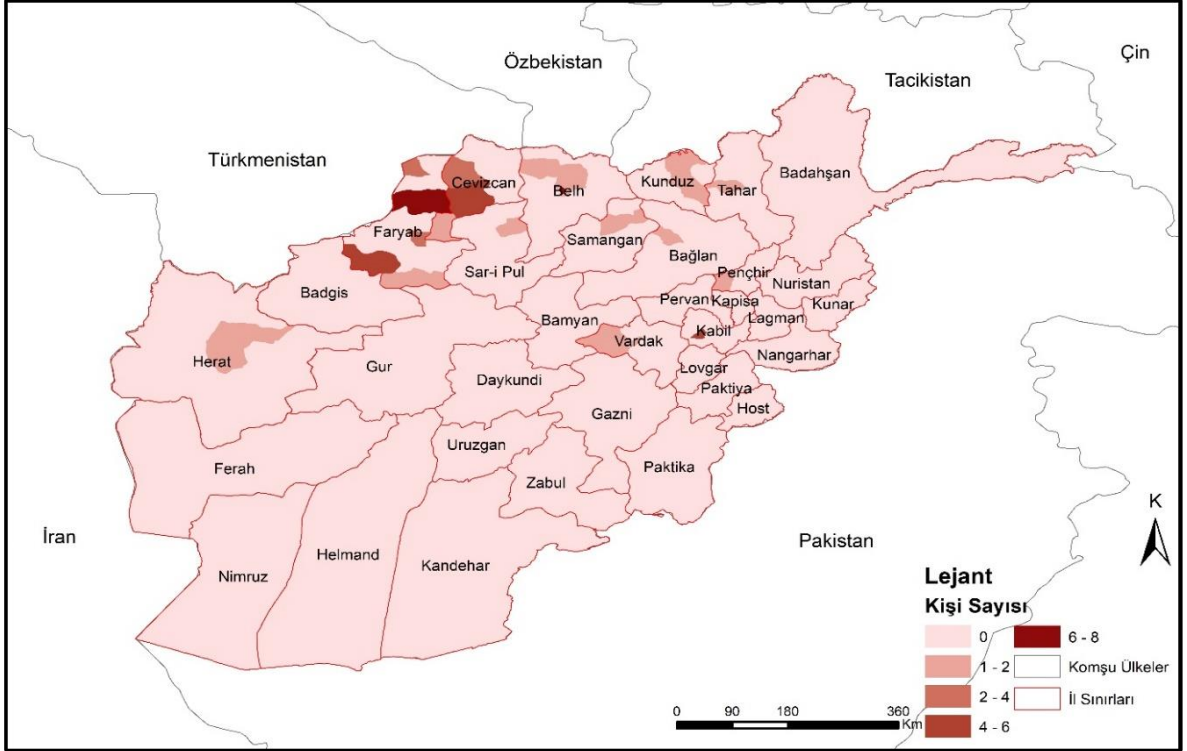 Çin
Özbekistan
Tacikistan
Türkmenistan
Badahşan
Cevizcan
Belh
Kunduz
Tahar
Faryab
Samangan
Bağlan
Sar-i Pul
Pençhir
Nuristan
Badgis
Pervan
Kapisa
Kunar
Bamyan
Lagman
Kabil
Vardak
Herat
Gur
Nangarhar
Lovgar
Daykundi
Paktiya
Host
Gazni
Uruzgan
Ferah
Paktika
Zabul
K
İran
Pakistan
Helmand
Kandehar
Nimruz
Lejant
Kişi Sayısı
0
1 - 2
2 - 4
4 - 6
6 - 8
Komşu Ülkeler
İl Sınırları
0 90 180 360
Km